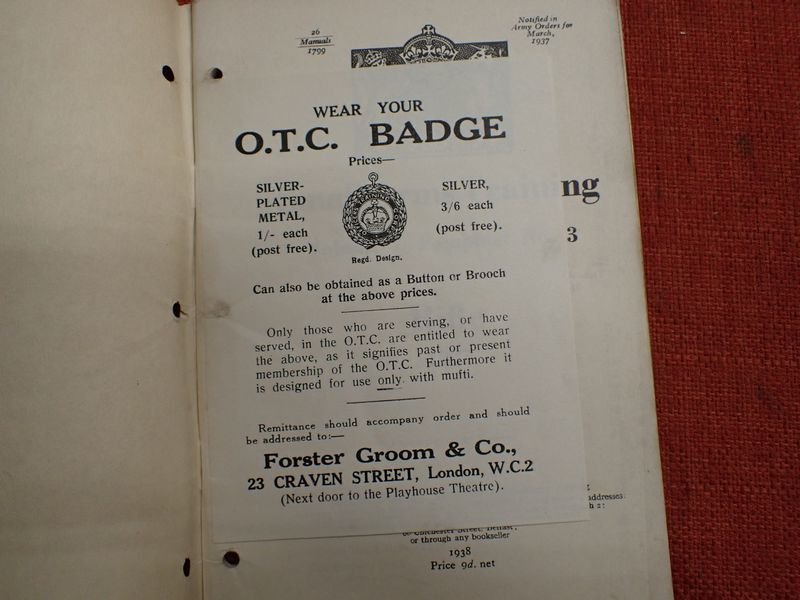 26
Manuals
1799
Notified in
Army Orders for
March,
1937
WEAR YOUR
O.T.C. BADGE
Prices—
SILVER-
PLATED
METAL,
1/- each
(post free).
SILVER,
3/6 each
(post free).
Regd. Design.
Can also be obtained as a Button or Brooch
at the above prices.
Only those who are serving, or have
served, in the O.T.C. are entitled to wear
the above, as it signifies past or present
membership of the O.T.C. Furthermore it
is designed for use only with mufti.
Remittance should accompany order and should
be addressed to:—
Forster Groom & Co.,
23 CRAVEN STREET, London, W.C.2
(Next door to the Playhouse Theatre).
ng
3
addresses:
h 2:
80 Chichester Street, Belfast;
or through any bookseller
1938
Price 9d. net